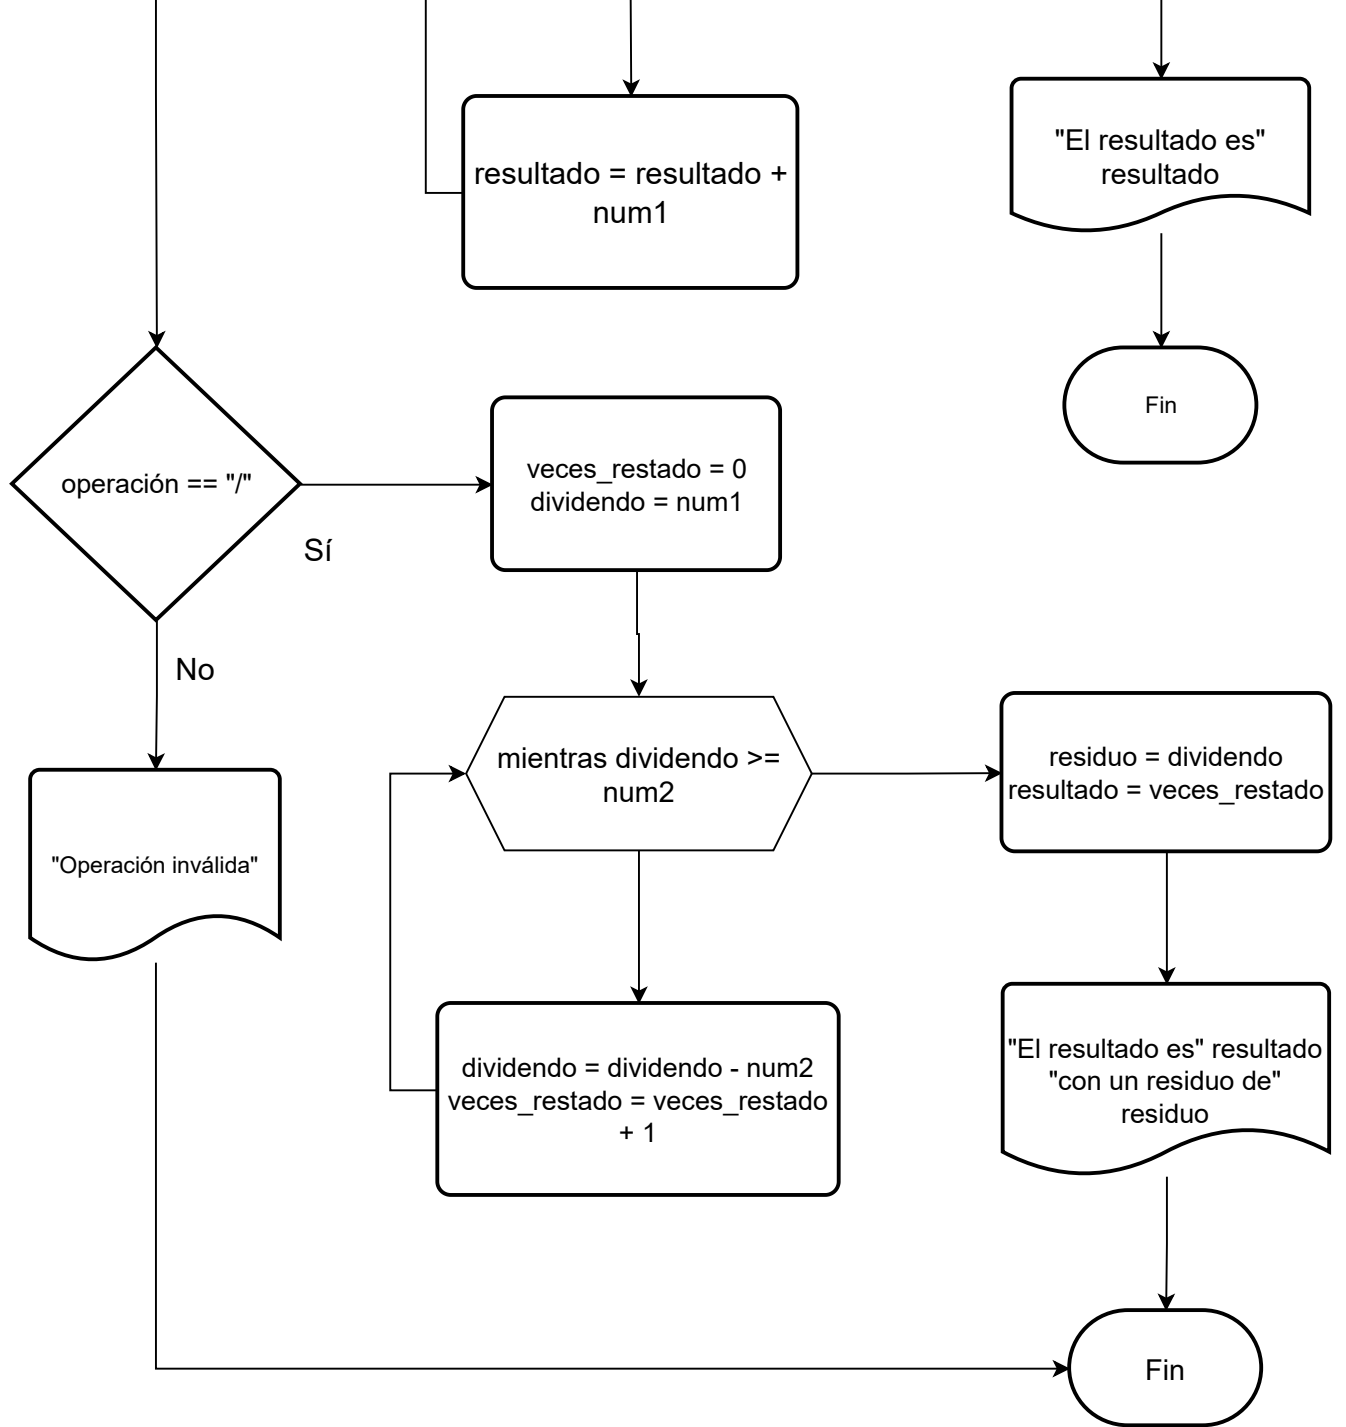 resultado = resultado +
num1
"El resultado es"
resultado
Fin
operación == "/"
Sí
No
veces_restado = 0
dividendo = num1
mientras dividendo >=
num2
residuo = dividendo
resultado = veces_restado
"Operación inválida"
dividendo = dividendo - num2
veces_restado = veces_restado
+ 1
"El resultado es" resultado
"con un residuo de"
residuo
Fin